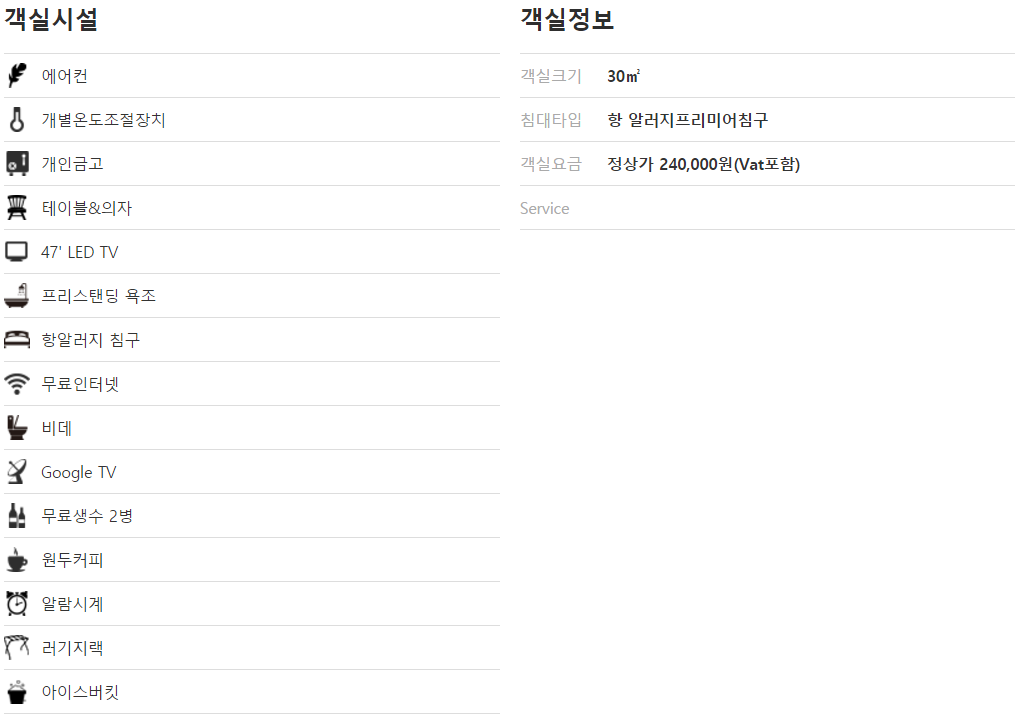 객실시설
에어컨
개별온도조절장치
개인금고
테이블&의자
47' LED TV
프리스탠딩 욕조
항알러지 침구
무료인터넷
비데
Google TV
무료생수 2병
원두커피
알람시계
러기지랙
아이스버킷
객실정보
객실크기 30㎡
침대타입 항 알러지프리미어침구
객실요금 정상가 240,000원(Vat포함)
Service